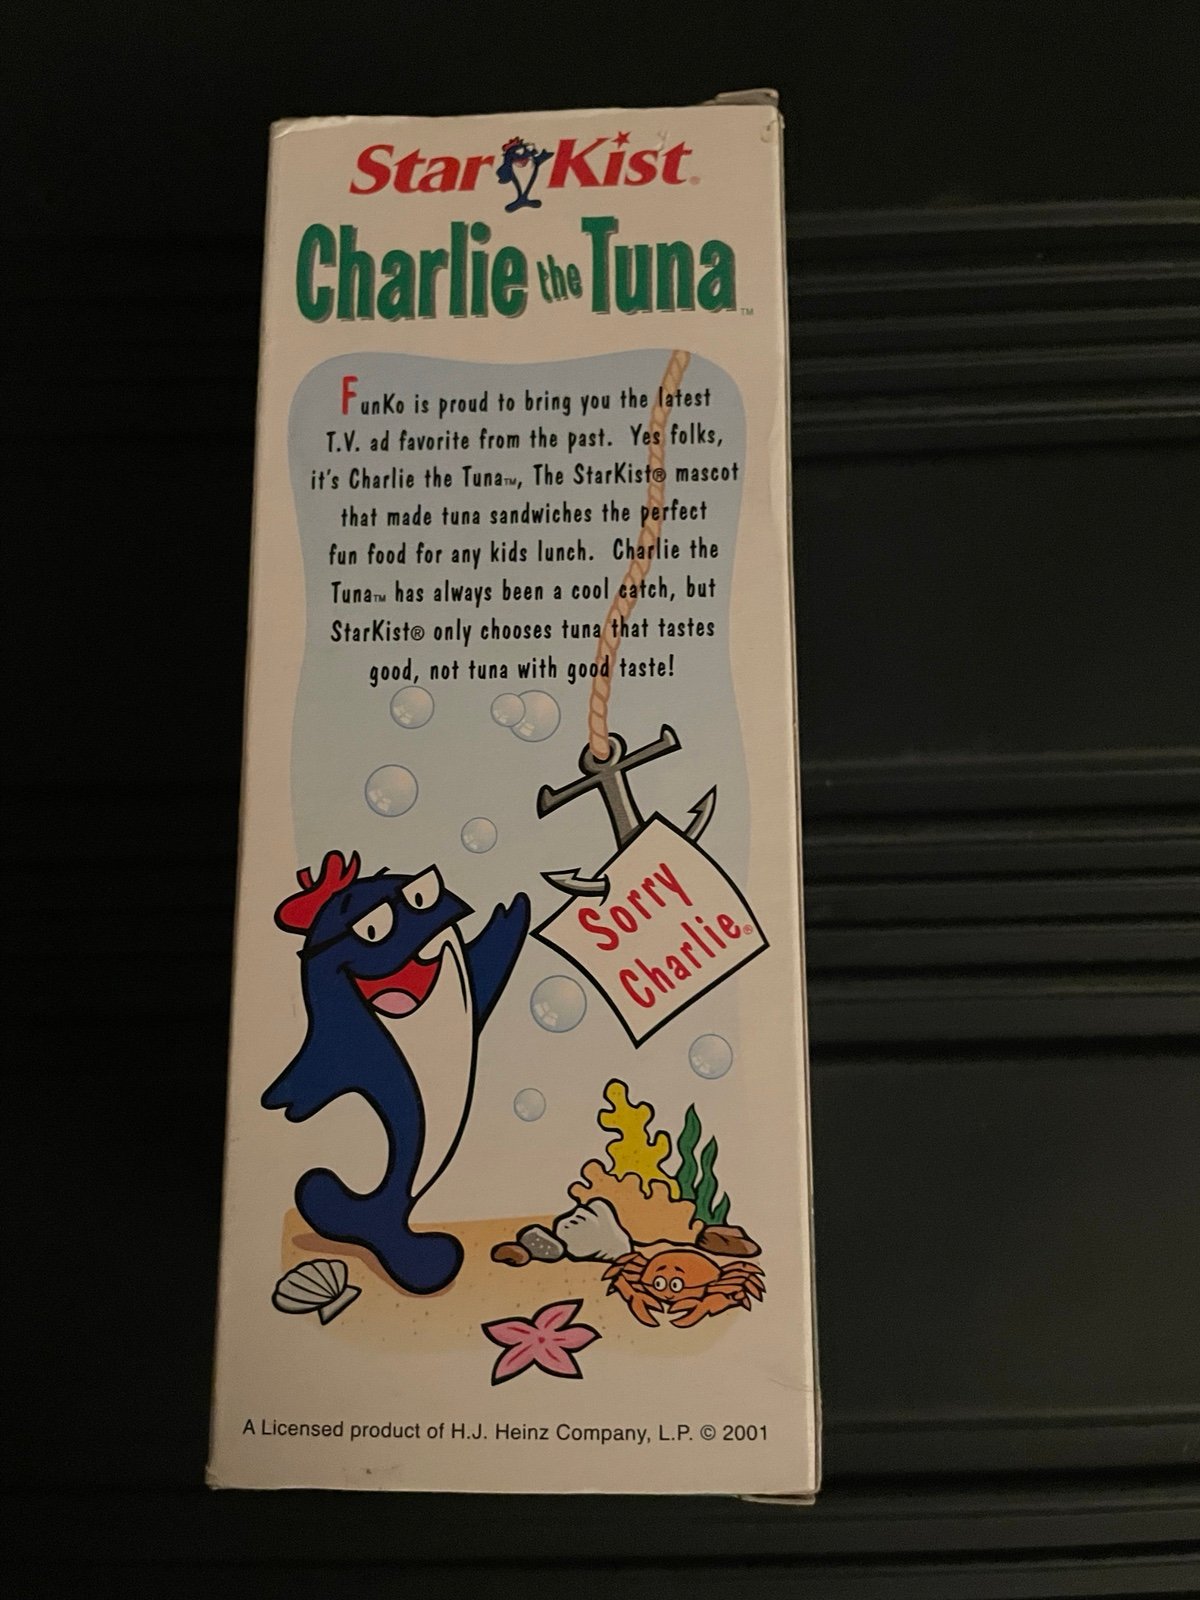 StarKist®
Charlie the Tuna™
FunKo is proud to bring you the latest
T.V. ad favorite from the past. Yes folks,
it's Charlie the Tuna™, The StarKist® mascot
that made tuna sandwiches the perfect
fun food for any kids lunch. Charlie the
Tuna™ has always been a cool catch, but
StarKist® only chooses tuna that tastes
good, not tuna with good taste!
Sorry
Charlie®
A Licensed product of H.J. Heinz Company, L.P. © 2001